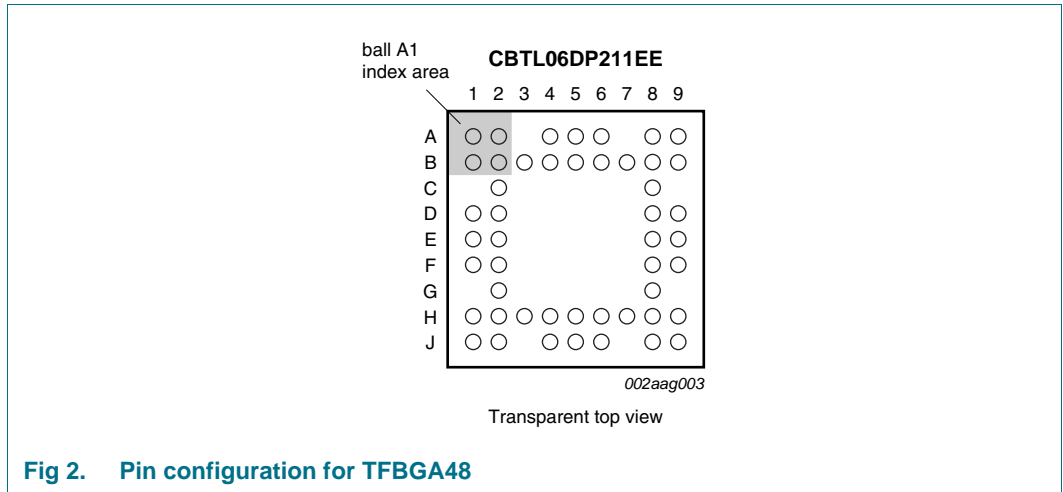 ball A1
index area
CBTL06DP211EE
1 2 3 4 5 6 7 8 9
A
B
C
D
E
F
G
H
J
002aag003
Transparent top view
Fig 2. Pin configuration for TFBGA48